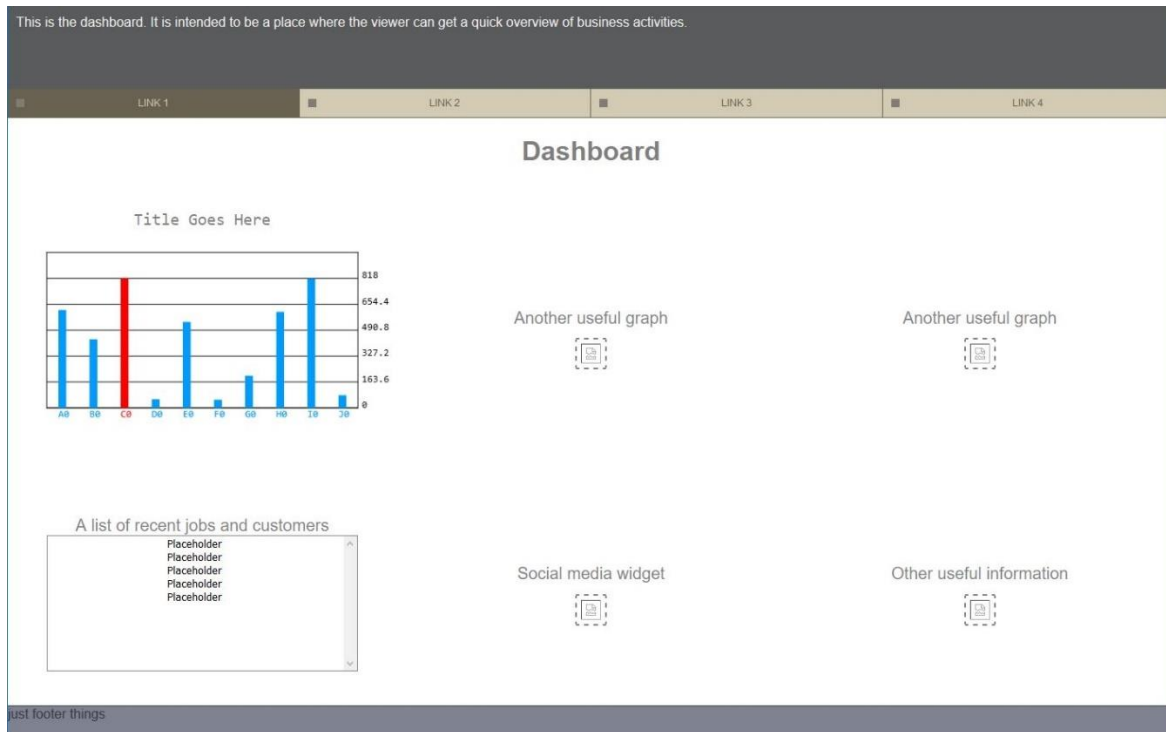 This is the dashboard. It is intended to be a place where the viewer can get a quick overview of business activities.
LINK 1
LINK 2
LINK 3
LINK 4
Dashboard
Title Goes Here
818
654.4
490.8
327.2
163.6
0
A0 B0 C0 D0 E0 F0 G0 H0 I0 J0
Another useful graph
Another useful graph
A list of recent jobs and customers
Placeholder
Placeholder
Placeholder
Placeholder
Placeholder
Social media widget
Other useful information
just footer things